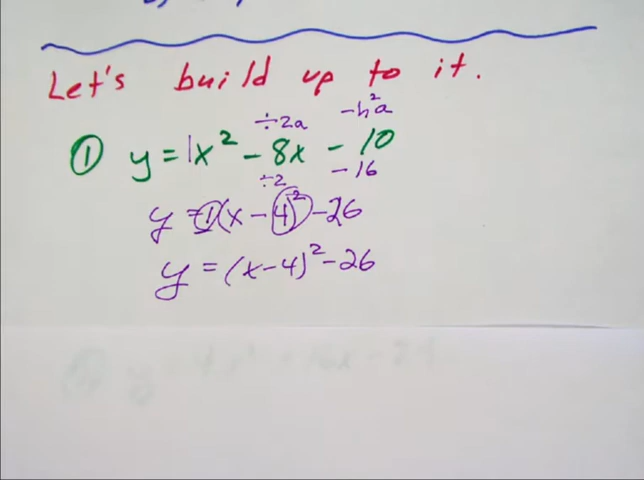 Let's build up to it.
÷2a -h²a
① y = 1x² - 8x - 10
÷2 - 16
y = 1(x - 4)² - 26
y = (x-4)² - 26